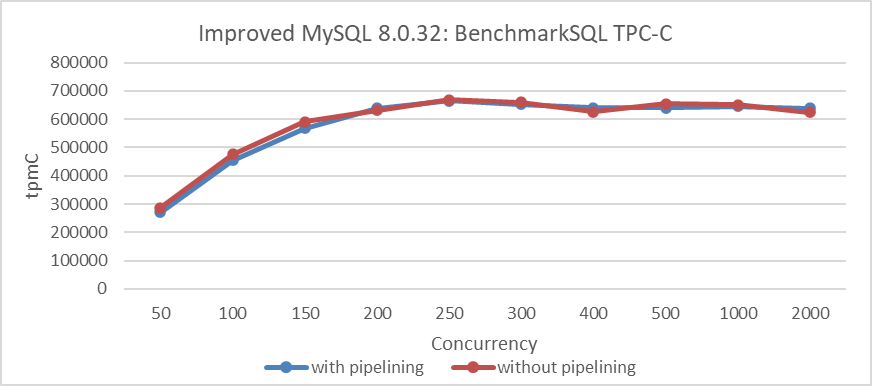 Improved MySQL 8.0.32: BenchmarkSQL TPC-C
800000
700000
600000
500000
400000
300000
200000
100000
0
tpmC
50 100 150 200 250 300 400 500 1000 2000
Concurrency
with pipelining without pipelining